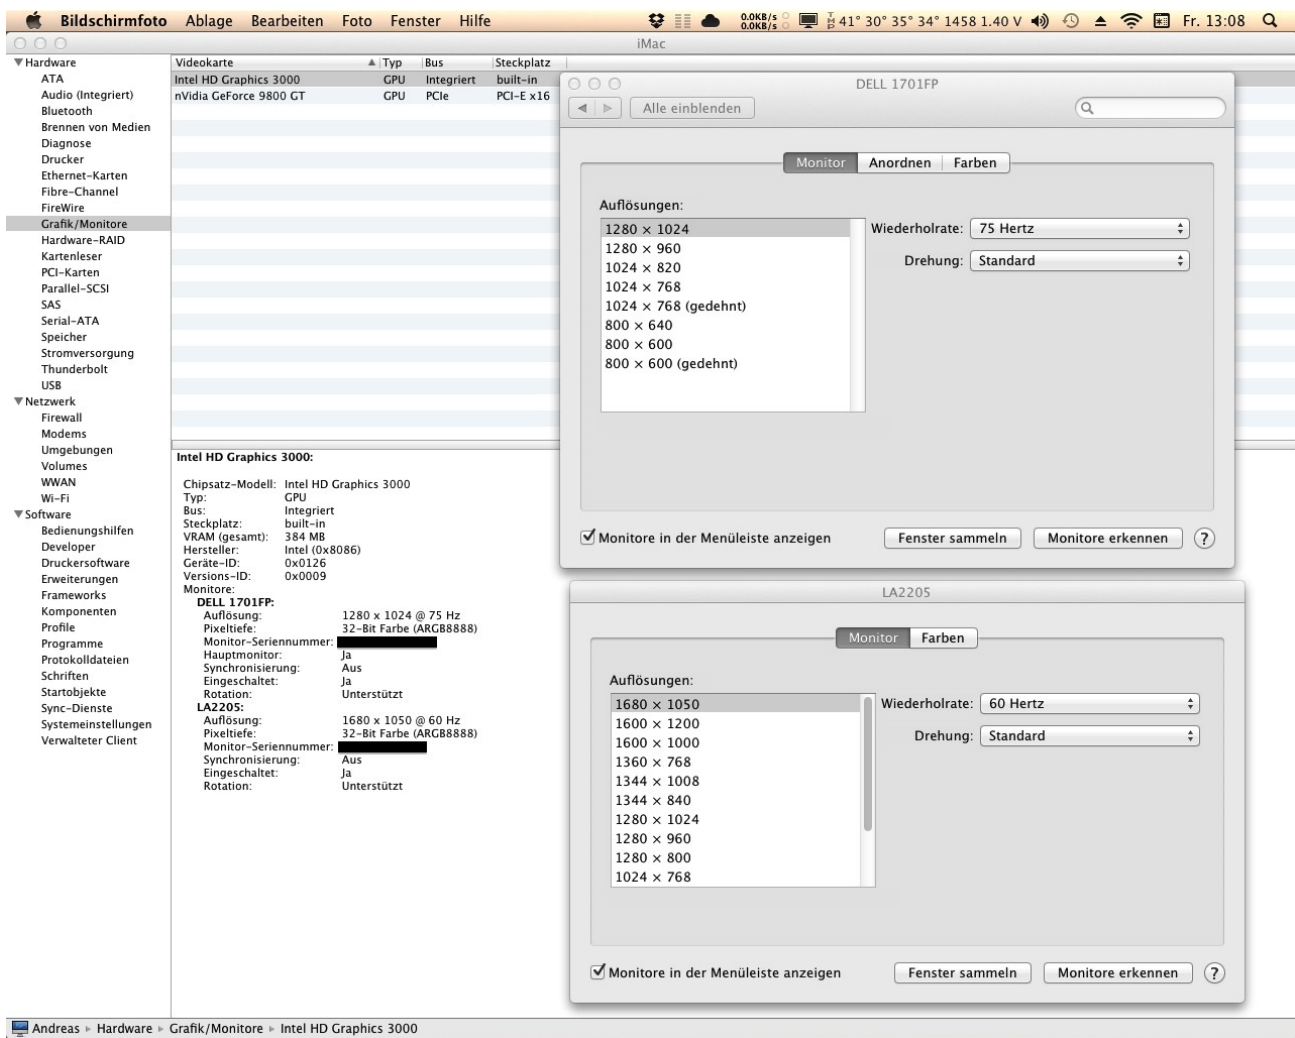 Bildschirmfoto Ablage Bearbeiten Foto Fenster Hilfe 0.0KB/s 0.0KB/s 41° 30° 35° 34° 1458 1.40 V Fr. 13:08
iMac
Hardware
ATA
Audio (Integriert)
Bluetooth
Brennen von Medien
Diagnose
Drucker
Ethernet-Karten
Fibre-Channel
FireWire
Grafik/Monitore
Hardware-RAID
Kartenleser
PCI-Karten
Parallel-SCSI
SAS
Serial-ATA
Speicher
Stromversorgung
Thunderbolt
USB
Netzwerk
Firewall
Modems
Umgebungen
Volumes
WWAN
Wi-Fi
Software
Bedienungshilfen
Developer
Druckersoftware
Erweiterungen
Frameworks
Komponenten
Profile
Programme
Protokolldateien
Schriften
Startobjekte
Sync-Dienste
Systemeinstellungen
Verwalteter Client
Videokarte Typ Bus Steckplatz
Intel HD Graphics 3000 GPU Integriert built-in
nVidia GeForce 9800 GT GPU PCIe PCI-E x16
Intel HD Graphics 3000:
Chipsatz-Modell: Intel HD Graphics 3000
Typ: GPU
Bus: Integriert
Steckplatz: built-in
VRAM (gesamt): 384 MB
Hersteller: Intel (0x8086)
Geräte-ID: 0x0126
Versions-ID: 0x0009
Monitore:
DELL 1701FP:
Auflösung: 1280 x 1024 @ 75 Hz
Pixeltiefe: 32-Bit Farbe (ARGB8888)
Monitor-Seriennummer:
Hauptmonitor: Ja
Synchronisierung: Aus
Eingeschaltet: Ja
Rotation: Unterstützt
LA2205:
Auflösung: 1680 x 1050 @ 60 Hz
Pixeltiefe: 32-Bit Farbe (ARGB8888)
Monitor-Seriennummer:
Synchronisierung: Aus
Eingeschaltet: Ja
Rotation: Unterstützt
DELL 1701FP
Alle einblenden
Monitor Anordnen Farben
Auflösungen:
1280 × 1024
1280 × 960
1024 × 820
1024 × 768
1024 × 768 (gedehnt)
800 × 640
800 × 600
800 × 600 (gedehnt)
Wiederholrate: 75 Hertz
Drehung: Standard
Monitore in der Menüleiste anzeigen Fenster sammeln Monitore erkennen ?
LA2205
Monitor Farben
Auflösungen:
1680 × 1050
1600 × 1200
1600 × 1000
1360 × 768
1344 × 1008
1344 × 840
1280 × 1024
1280 × 960
1280 × 800
1024 × 768
Wiederholrate: 60 Hertz
Drehung: Standard
Monitore in der Menüleiste anzeigen Fenster sammeln Monitore erkennen ?
Andreas Hardware Grafik/Monitore Intel HD Graphics 3000